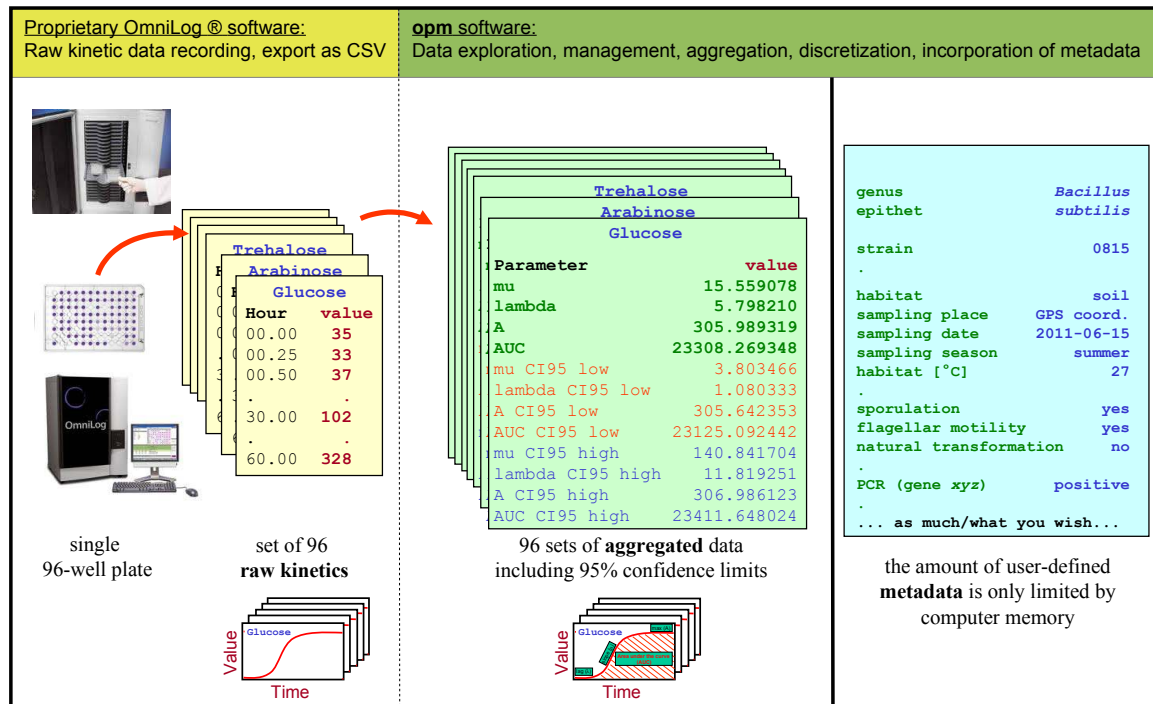 Proprietary OmniLog ® software:
Raw kinetic data recording, export as CSV
opm software:
Data exploration, management, aggregation, discretization, incorporation of metadata
OmniLog
single
96-well plate
Trehalose
Arabinose
Glucose
Hour value
00.00 35
00.25 33
00.50 37
. .
30.00 102
. .
60.00 328
set of 96
raw kinetics
Value
Glucose
Time
Trehalose
Arabinose
Glucose
Parameter value
mu 15.559078
lambda 5.798210
A 305.989319
AUC 23308.269348
mu CI95 low 3.803466
lambda CI95 low 1.080333
A CI95 low 305.642353
AUC CI95 low 23125.092442
mu CI95 high 140.841704
lambda CI95 high 11.819251
A CI95 high 306.986123
AUC CI95 high 23411.648024
96 sets of aggregated data
including 95% confidence limits
Value
Glucose
Area under the curve
(AUC)
Time
genus Bacillus
epithet subtilis
strain 0815
.
habitat soil
sampling place GPS coord.
sampling date 2011-06-15
sampling season summer
habitat [°C] 27
.
sporulation yes
flagellar motility yes
natural transformation no
.
PCR (gene xyz) positive
.
... as much/what you wish...
the amount of user-defined
metadata is only limited by
computer memory